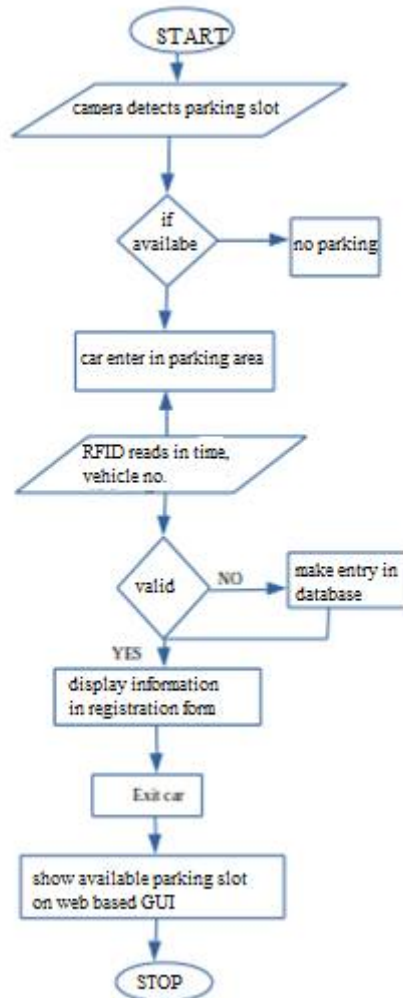 START
camera detects parking slot
if
availabe
no parking
car enter in parking area
RFID reads in time,
vehicle no.
valid
NO
make entry in
database
YES
display information
in registration form
Exit car
show available parking slot
on web based GUI
STOP